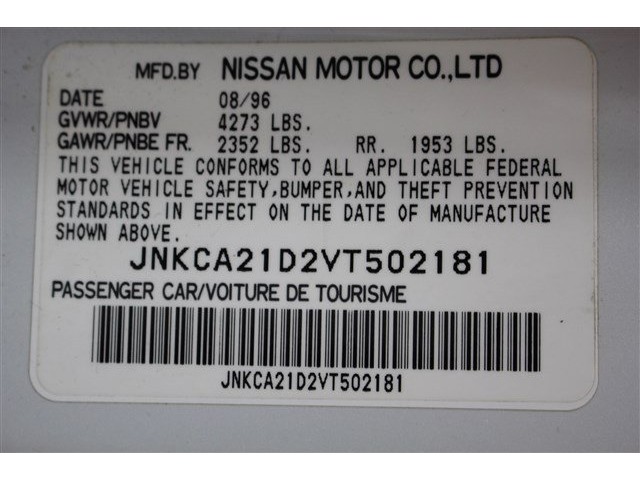 MFD.BY NISSAN MOTOR CO.,LTD
DATE 08/96
GVWR/PNBV 4273 LBS.
GAWR/PNBE FR. 2352 LBS. RR. 1953 LBS.
THIS VEHICLE CONFORMS TO ALL APPLICABLE FEDERAL
MOTOR VEHICLE SAFETY,BUMPER,AND THEFT PREVENTION
STANDARDS IN EFFECT ON THE DATE OF MANUFACTURE
SHOWN ABOVE.
JNKCA21D2VT502181
PASSENGER CAR/VOITURE DE TOURISME
JNKCA21D2VT502181